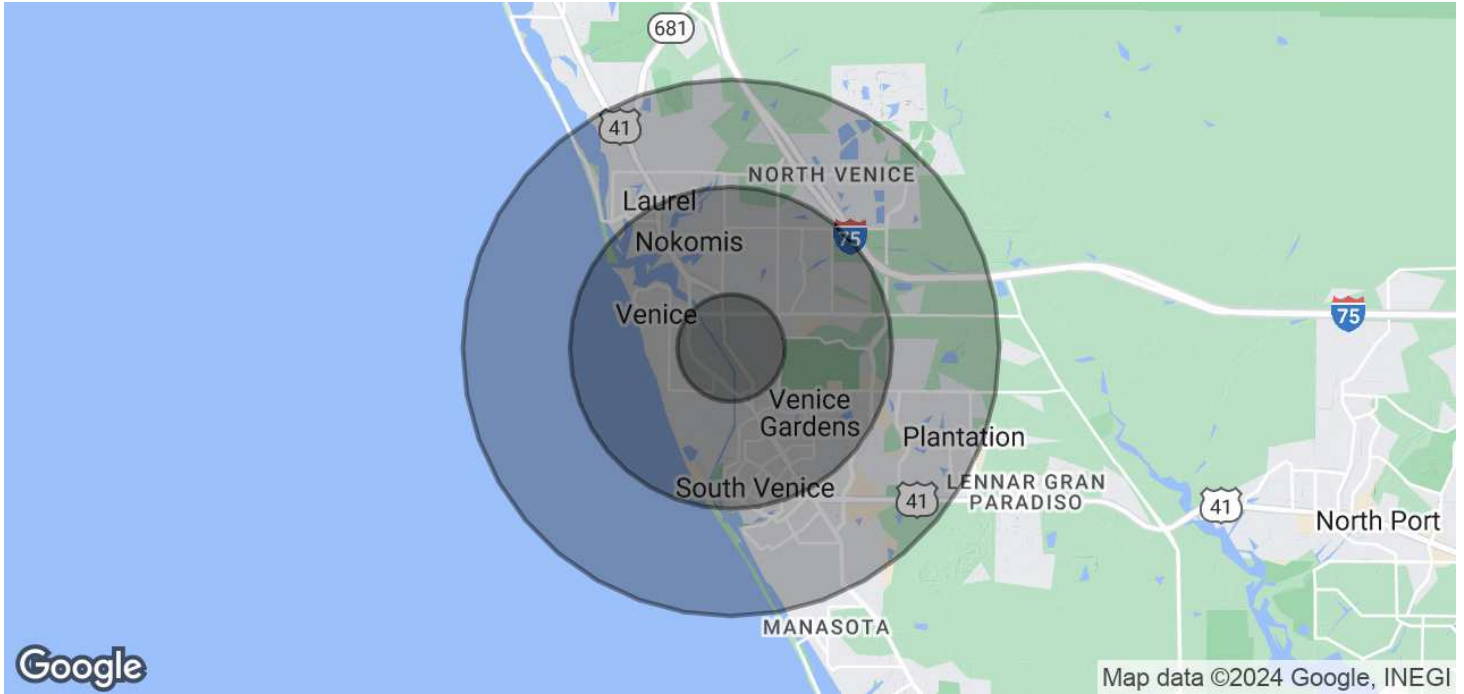 681
41
NORTH VENICE
Laurel
Nokomis
75
Venice
75
Venice
Gardens
Plantation
South Venice
LENNAR GRAN
PARADISO
41
41
North Port
MANASOTA
Google
Map data ©2024 Google, INEGI